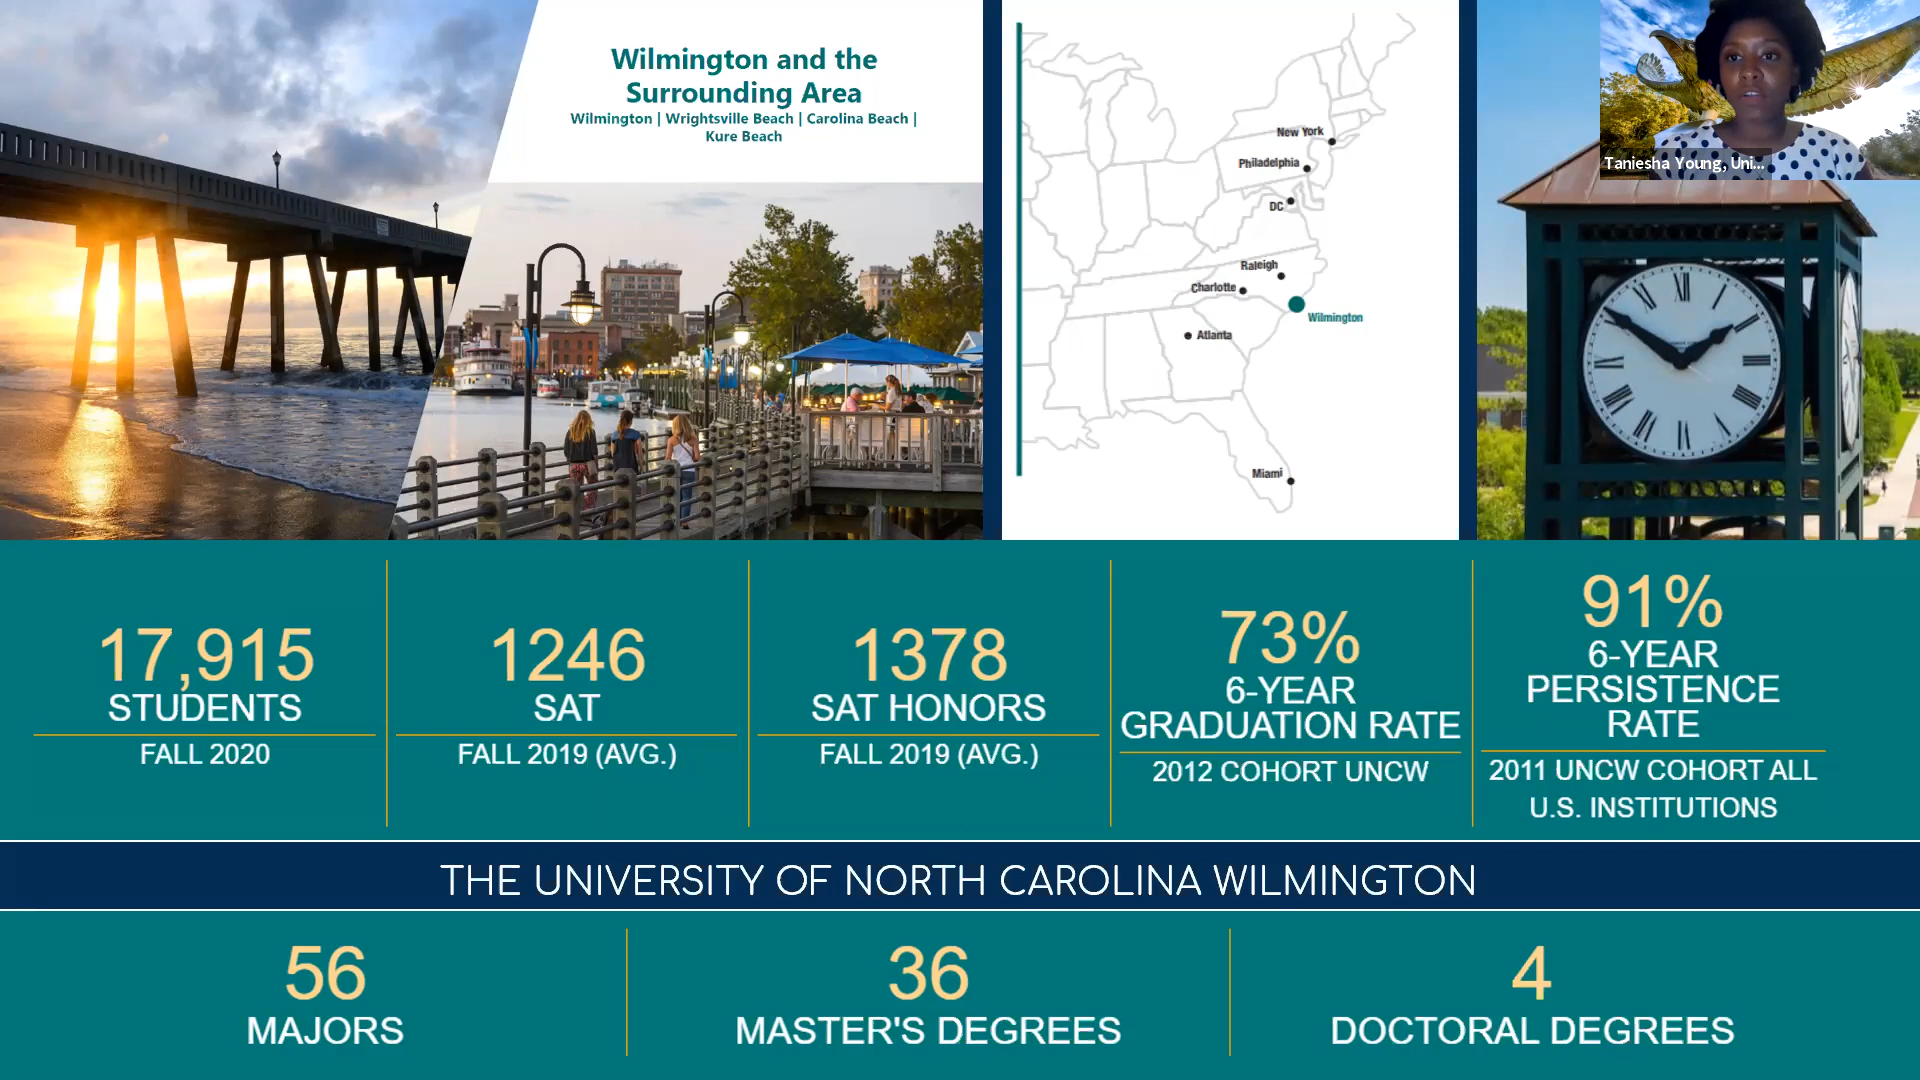 Wilmington and the
Surrounding Area
Wilmington | Wrightsville Beach | Carolina Beach |
Kure Beach
New York
Philadelphia
DC
Raleigh
Charlotte
Wilmington
Atlanta
Miami
Taniesha Young, Uni...
17,915
STUDENTS
FALL 2020
1246
SAT
FALL 2019 (AVG.)
1378
SAT HONORS
FALL 2019 (AVG.)
73%
6-YEAR
GRADUATION RATE
2012 COHORT UNCW
91%
6-YEAR
PERSISTENCE
RATE
2011 UNCW COHORT ALL
U.S. INSTITUTIONS
THE UNIVERSITY OF NORTH CAROLINA WILMINGTON
56
MAJORS
36
MASTER'S DEGREES
4
DOCTORAL DEGREES